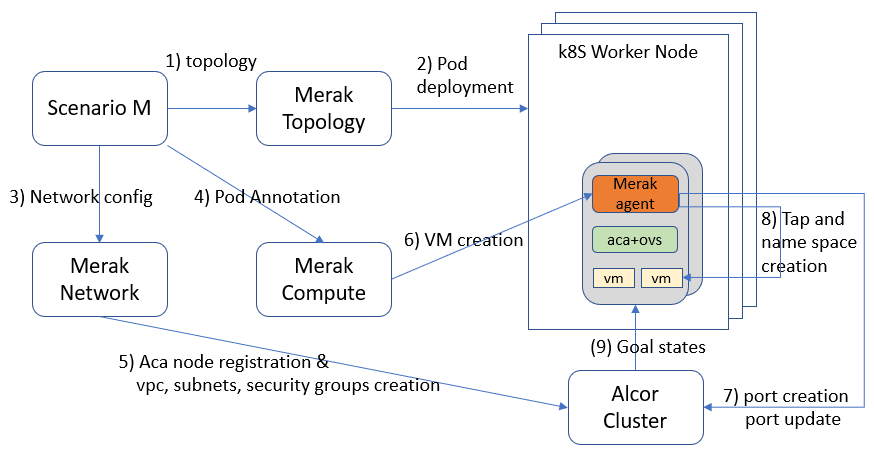 k8S Worker Node
1) topology
2) Pod
deployment
Scenario M
Merak
Topology
3) Network config
4) Pod Annotation
Merak
agent
8) Tap and
name space
creation
6) VM creation
aca+ovs
vm
vm
Merak
Network
Merak
Compute
(9) Goal states
5) Aca node registration &
vpc, subnets, security groups creation
Alcor
Cluster
7) port creation
port update